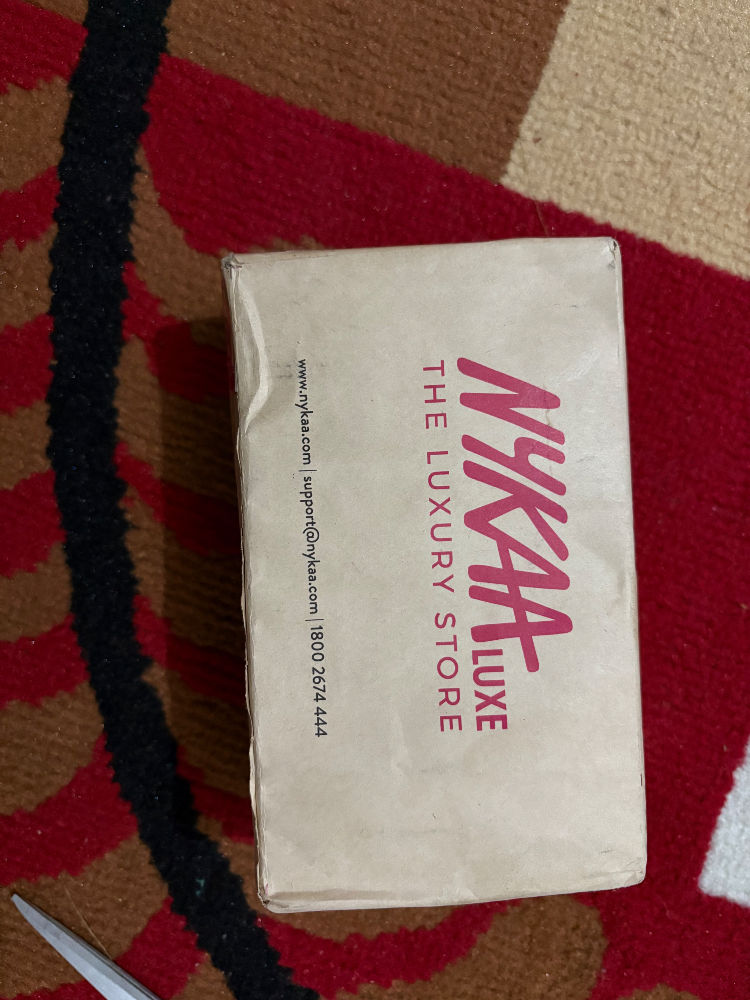 NYKAA LUXE
THE LUXURY STORE
www.nykaa.com | support@nykaa.com | 1800 2674 444